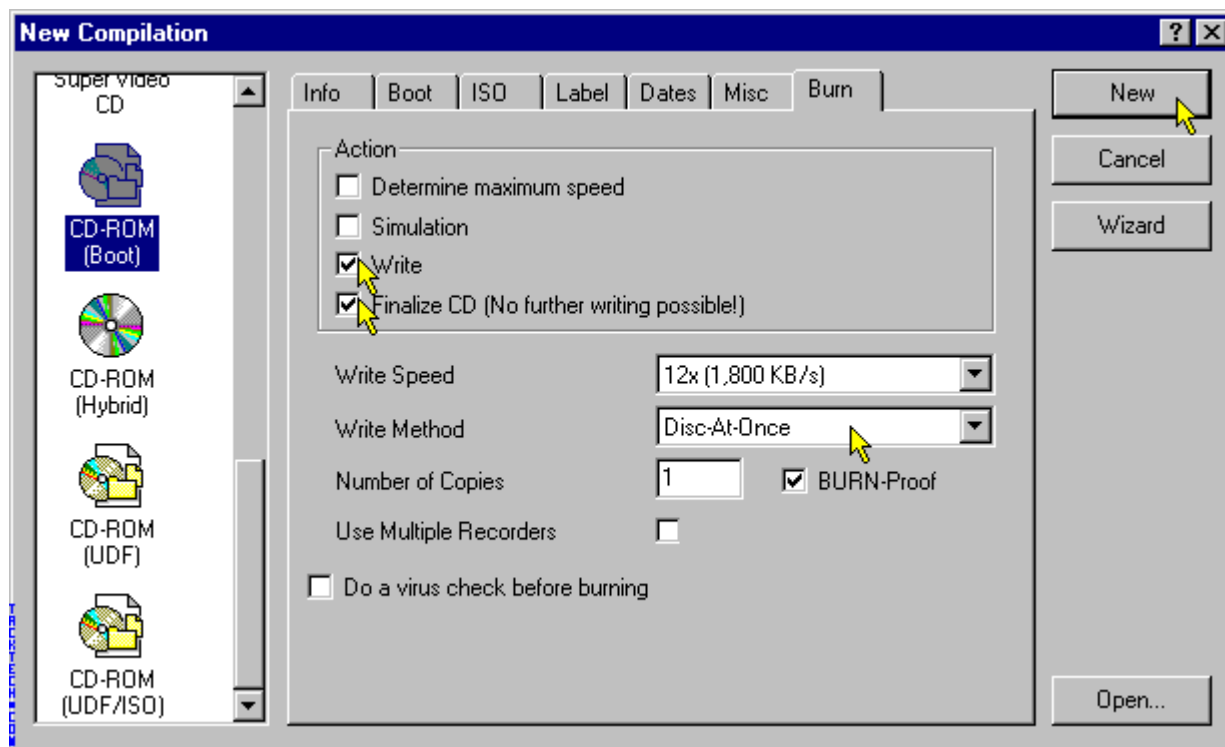 New Compilation
Super Video
CD
CD-ROM
(Boot)
CD-ROM
(Hybrid)
CD-ROM
(UDF)
CD-ROM
(UDF/ISO)
Info Boot ISO Label Dates Misc Burn
Action
Determine maximum speed
Simulation
Write
Finalize CD (No further writing possible!)
Write Speed 12x (1,800 KB/s)
Write Method Disc-At-Once
Number of Copies 1 BURN-Proof
Use Multiple Recorders
Do a virus check before burning
New
Cancel
Wizard
Open...